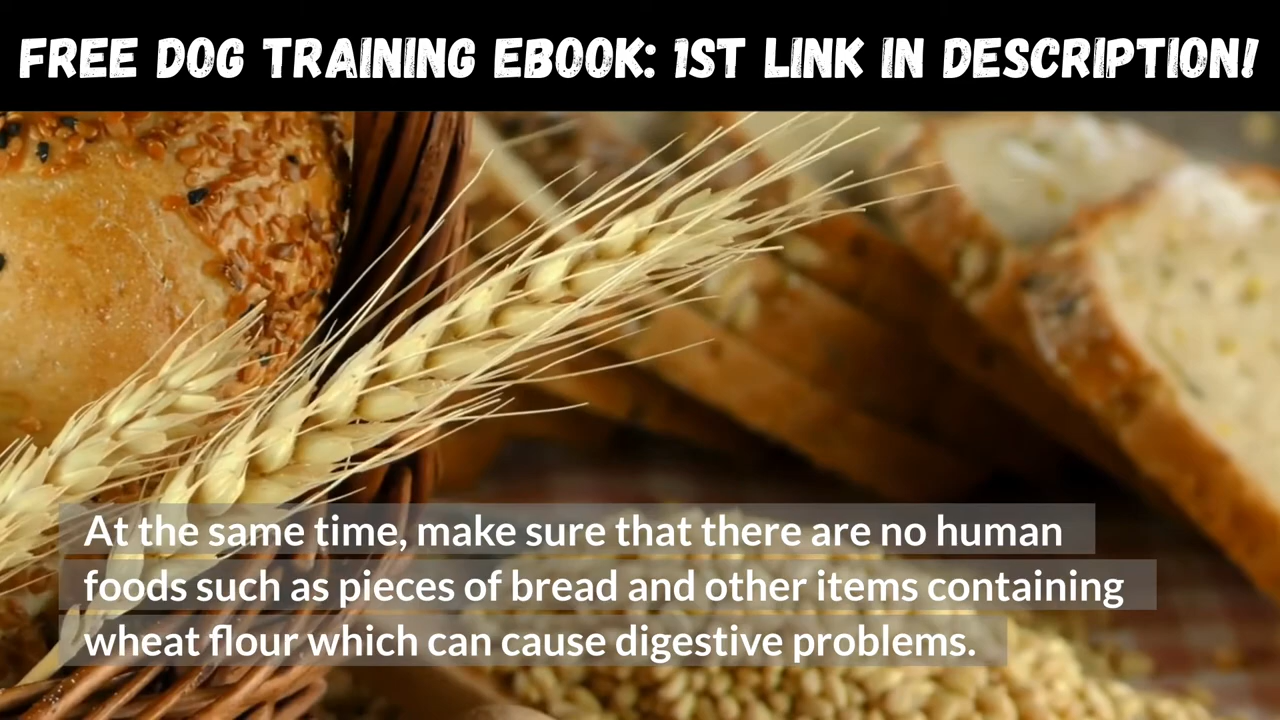 FREE DOG TRAINING EBOOK: 1ST LINK IN DESCRIPTION!
At the same time, make sure that there are no human
foods such as pieces of bread and other items containing
wheat flour which can cause digestive problems.